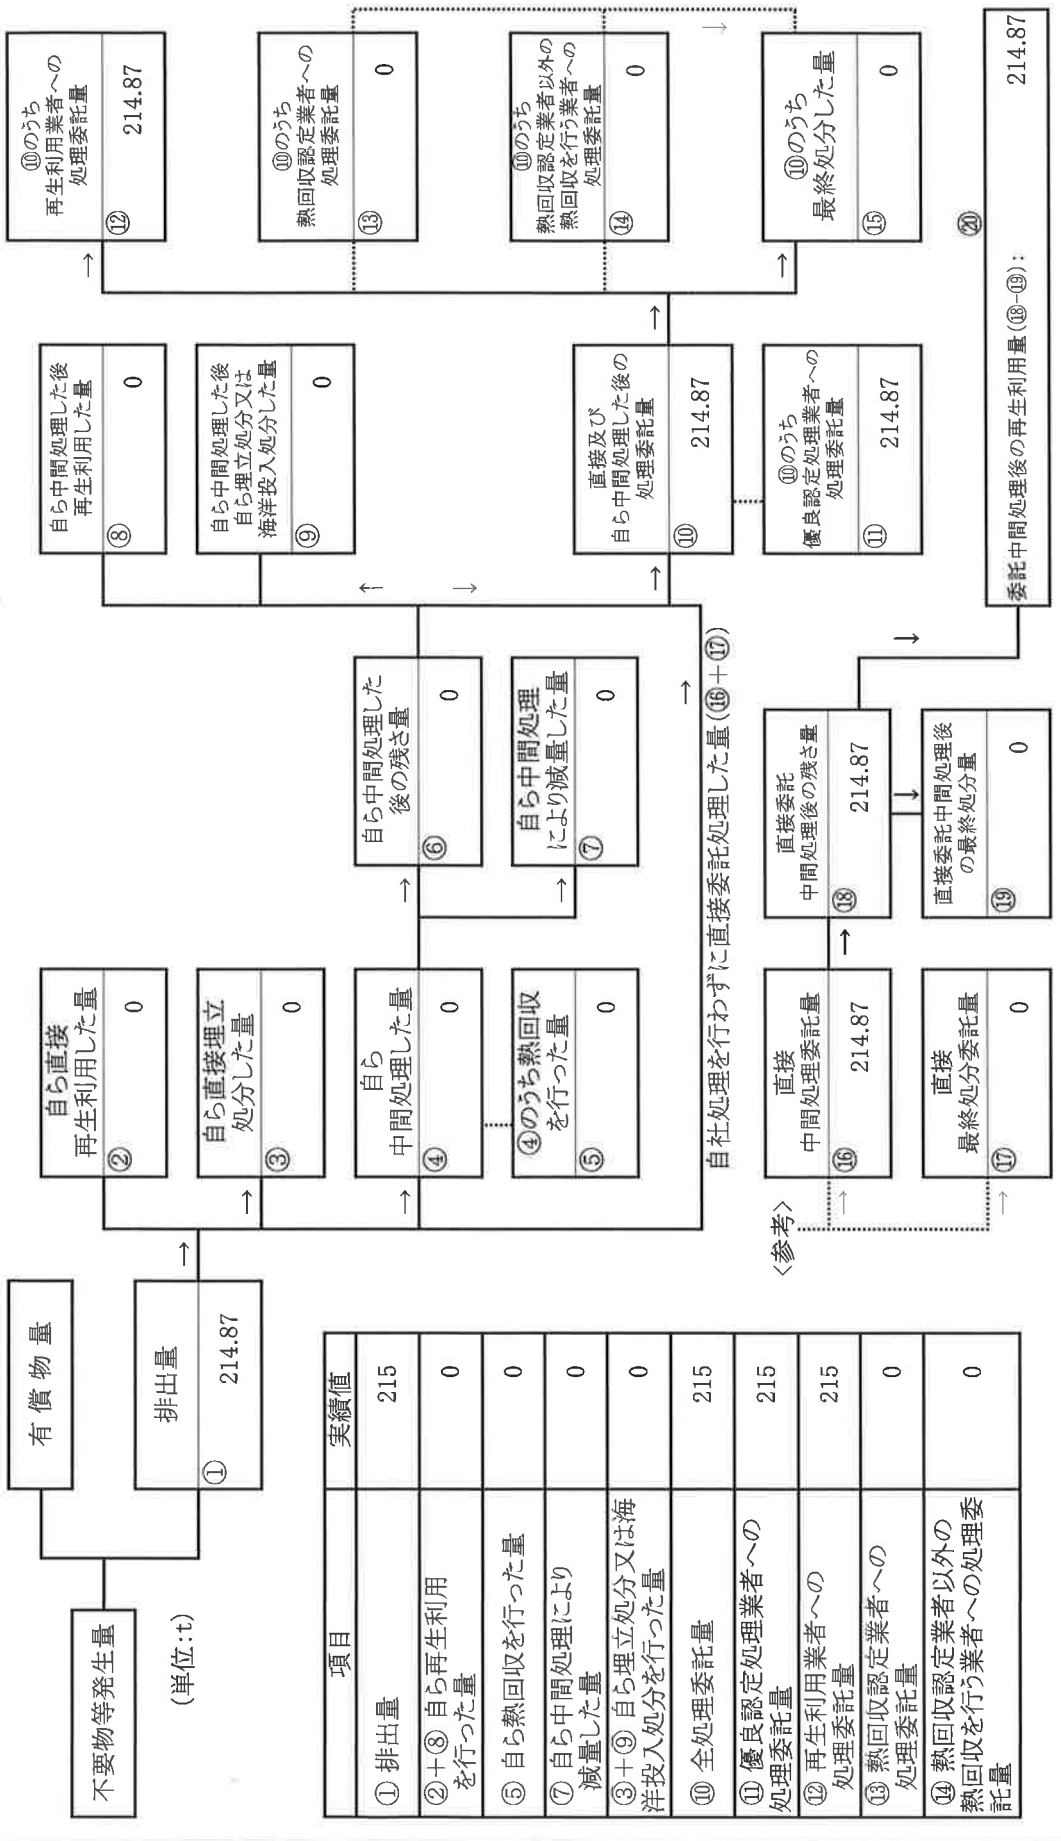 不要物等発生量
(単位:t)
有償物量
排出量
① 214.87
→
自ら直接
再生利用した量
② 0
→
自ら直接埋立
処分した量
③ 0
→
自ら
中間処理した量
④ 0
④のうち熱回収
を行った量
⑤ 0
→
自ら中間処理した
後の残さ量
⑥ 0
→
自ら中間処理
により減量した量
⑦ 0
→
自社処理を行わずに直接委託処理した量(⑯+⑰)
↑
↓
自ら中間処理した後
再生利用した量
⑧ 0
自ら中間処理した後
自ら埋立処分又は
海洋投入処分した量
⑨ 0
→
直接及び
自ら中間処理した後の
処理委託量
⑩ 214.87
⑩のうち
優良認定処理業者への
処理委託量
⑪ 214.87
→
→
⑩のうち
再生利用業者への
処理委託量
⑫ 214.87
⑩のうち
熱回収認定業者への
処理委託量
⑬ 0
⑩のうち
熱回収認定業者以外の
熱回収を行う業者への
処理委託量
⑭ 0
↓
→
⑩のうち
最終処分した量
⑮ 0
<参考>
→
直接
中間処理委託量
⑯ 214.87
→
直接
最終処分委託量
⑰ 0
→
直接委託
中間処理後の残さ量
⑱ 214.87
↓
直接委託中間処理後
の最終処分量
⑲ 0
↓
⑳
委託中間処理後の再生利用量(⑱-⑲): 214.87
項目 実績値
① 排出量 215
②+⑧ 自ら再生利用
を行った量 0
⑤ 自ら熱回収を行った量 0
⑦ 自ら中間処理により
減量した量 0
③+⑨ 自ら埋立処分又は海
洋投入処分を行った量 0
⑩ 全処理委託量 215
⑪ 優良認定処理業者への
処理委託量 215
⑫ 再生利用業者への
処理委託量 215
⑬ 熱回収認定業者への
処理委託量 0
⑭ 熱回収認定業者以外の
熱回収を行う業者への処理委
託量 0